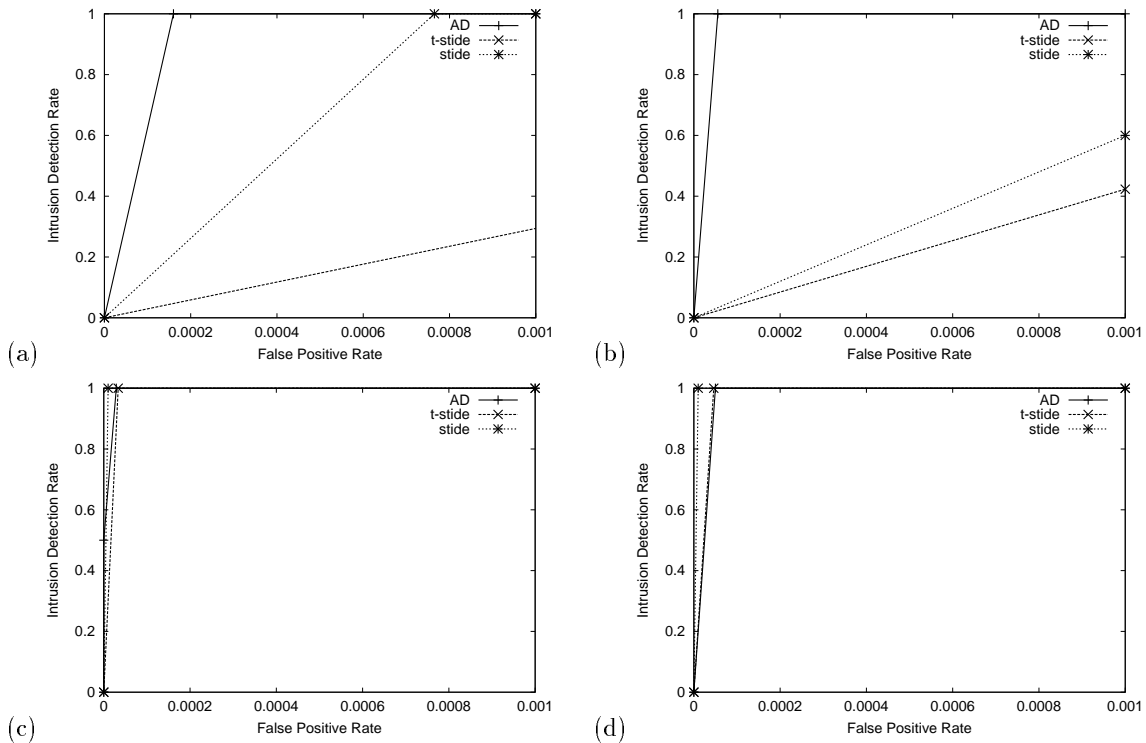 1
0.8
0.6
0.4
0.2
0
0 0.0002 0.0004 0.0006 0.0008 0.001
Intrusion Detection Rate
False Positive Rate
AD
t-stide
stide
(a)
1
0.8
0.6
0.4
0.2
0
0 0.0002 0.0004 0.0006 0.0008 0.001
Intrusion Detection Rate
False Positive Rate
AD
t-stide
stide
(b)
1
0.8
0.6
0.4
0.2
0
0 0.0002 0.0004 0.0006 0.0008 0.001
Intrusion Detection Rate
False Positive Rate
AD
t-stide
stide
(c)
1
0.8
0.6
0.4
0.2
0
0 0.0002 0.0004 0.0006 0.0008 0.001
Intrusion Detection Rate
False Positive Rate
AD
t-stide
stide
(d)